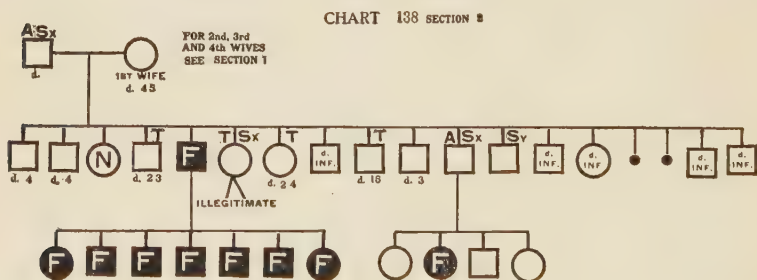 CHART 138 SECTION 2
A Sx
FOR 2nd, 3rd
AND 4th WIVES
SEE SECTION 1
d.
1ST WIFE
d. 45
T T Sx T T A Sx Sy
N F d. INF. d. INF. d. INF d. INF. d. INF.
d. 4 d. 4 d. 23 d. 24 d. 18 d. 3
ILLEGITIMATE
F F F F F F F F